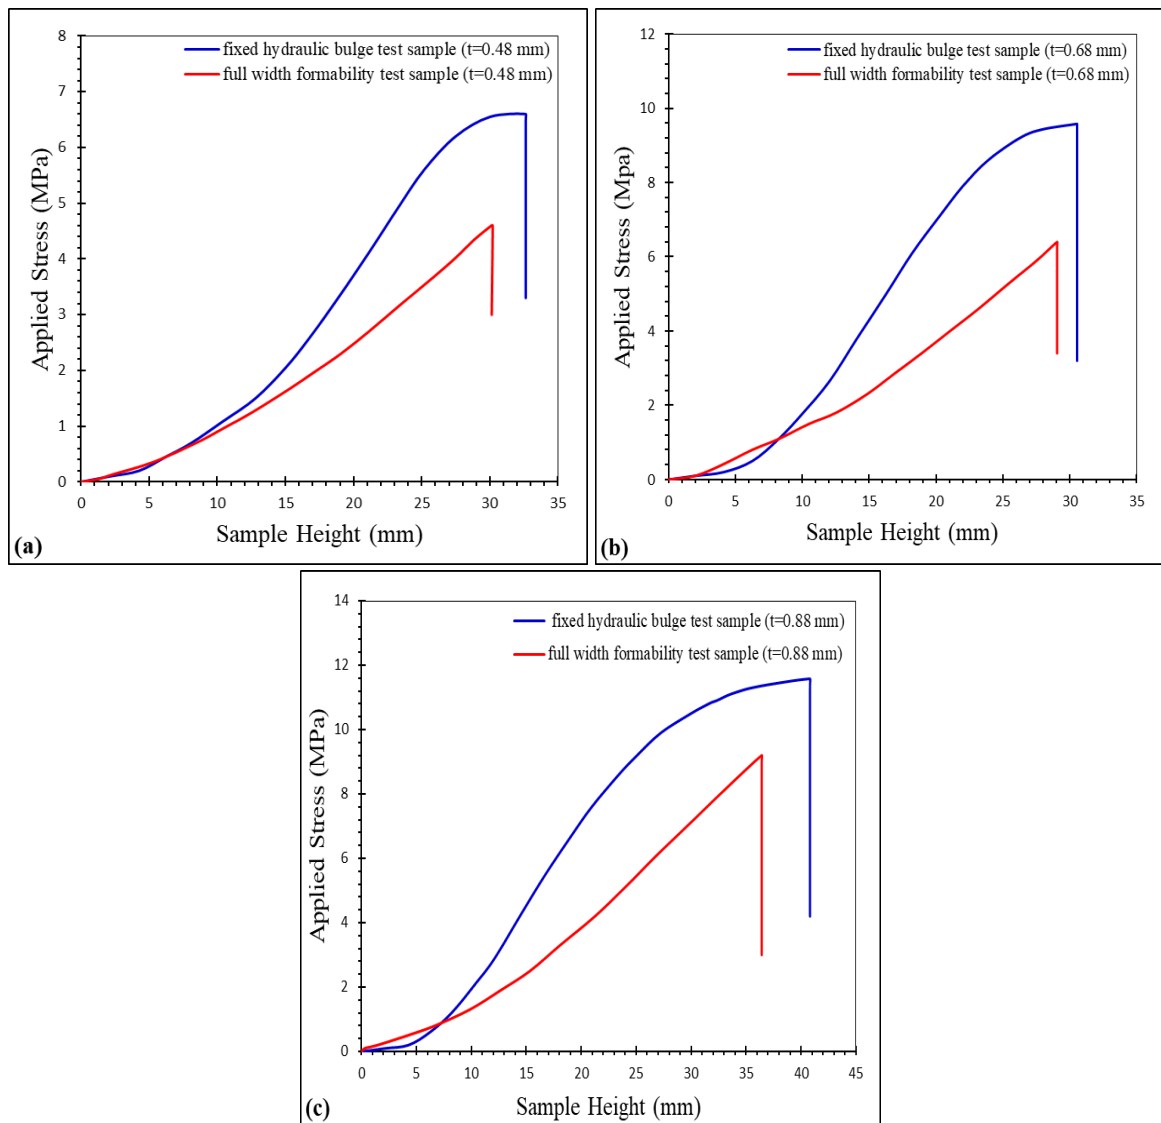 fixed hydraulic bulge test sample (t=0.48 mm)
full width formability test sample (t=0.48 mm)
8
7
6
5
4
3
2
1
0
Applied Stress (MPa)
0 5 10 15 20 25 30 35
Sample Height (mm)
(a)
fixed hydraulic bulge test sample (t=0.68 mm)
full width formability test sample (t=0.68 mm)
12
10
8
6
4
2
0
Applied Stress (Mpa)
0 5 10 15 20 25 30 35
Sample Height (mm)
(b)
fixed hydraulic bulge test sample (t=0.88 mm)
full width formability test sample (t=0.88 mm)
14
12
10
8
6
4
2
0
Applied Stress (MPa)
0 5 10 15 20 25 30 35 40 45
Sample Height (mm)
(c)